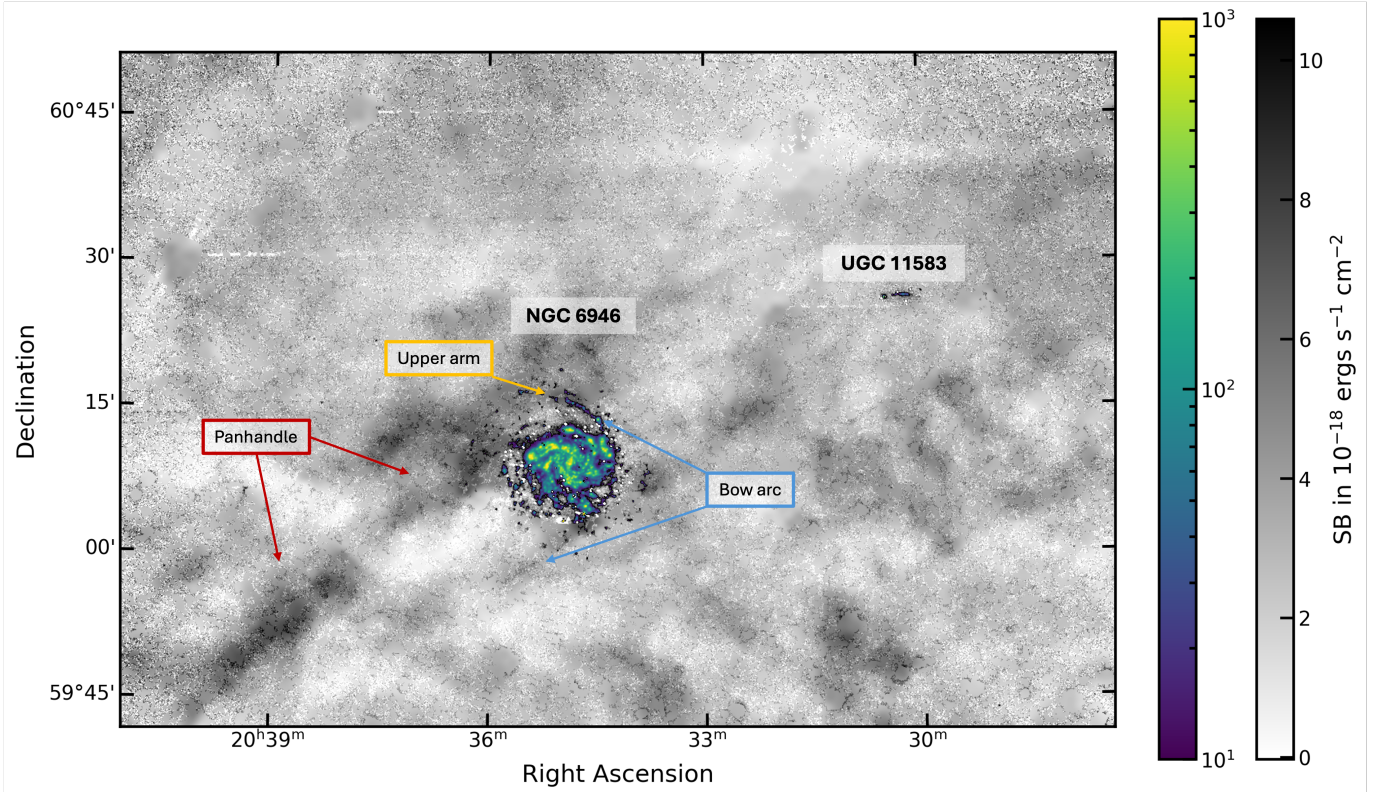 10³
10
60°45'
8
30'
UGC 11583
NGC 6946
6
Upper arm
10²
15'
Panhandle
Bow arc
4
00'
2
59°45'
10¹
0
20ʰ39ᵐ
36ᵐ
33ᵐ
30ᵐ
Right Ascension
Declination
SB in 10⁻¹⁸ ergs s⁻¹ cm⁻²